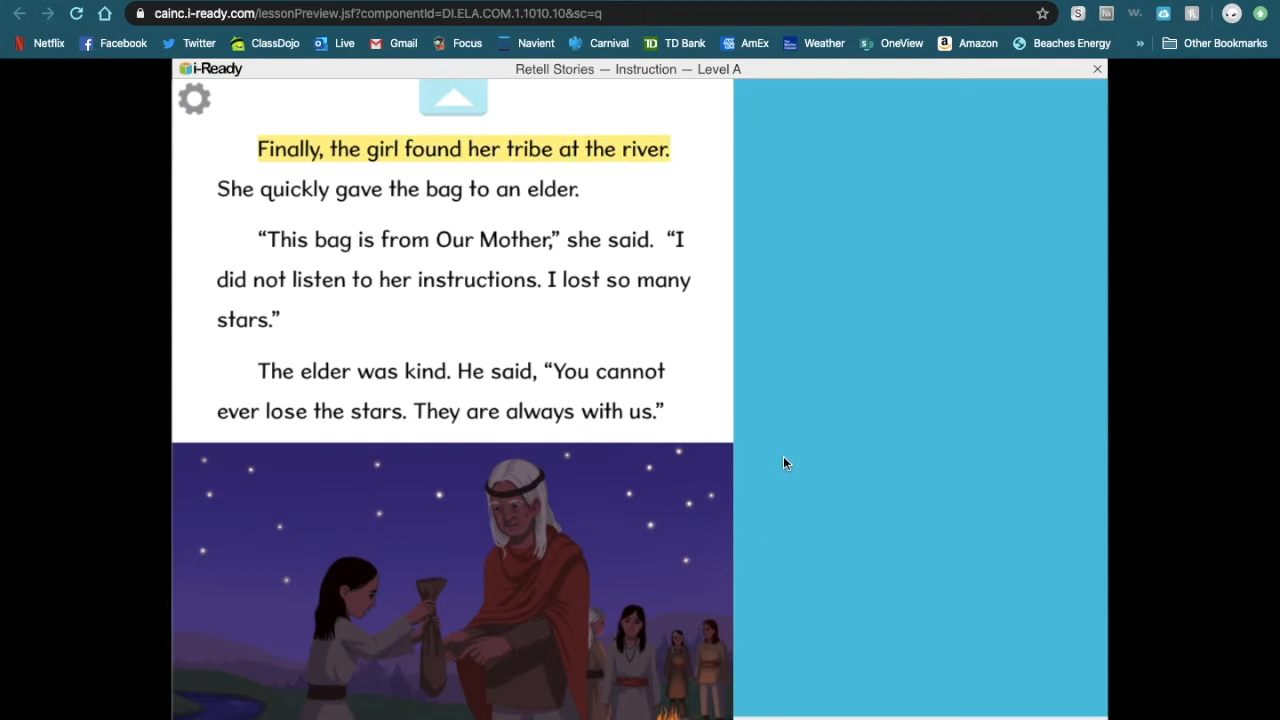 cainc.i-ready.com/lessonPreview.jsf?componentId=DI.ELA.COM.1.1010.10&sc=q
Netflix Facebook Twitter ClassDojo Live Gmail Focus Navient Carnival TD Bank AmEx Weather OneView Amazon Beaches Energy » Other Bookmarks
i-Ready Retell Stories — Instruction — Level A
Finally, the girl found her tribe at the river.
She quickly gave the bag to an elder.
“This bag is from Our Mother,” she said. “I
did not listen to her instructions. I lost so many
stars.”
The elder was kind. He said, “You cannot
ever lose the stars. They are always with us.”